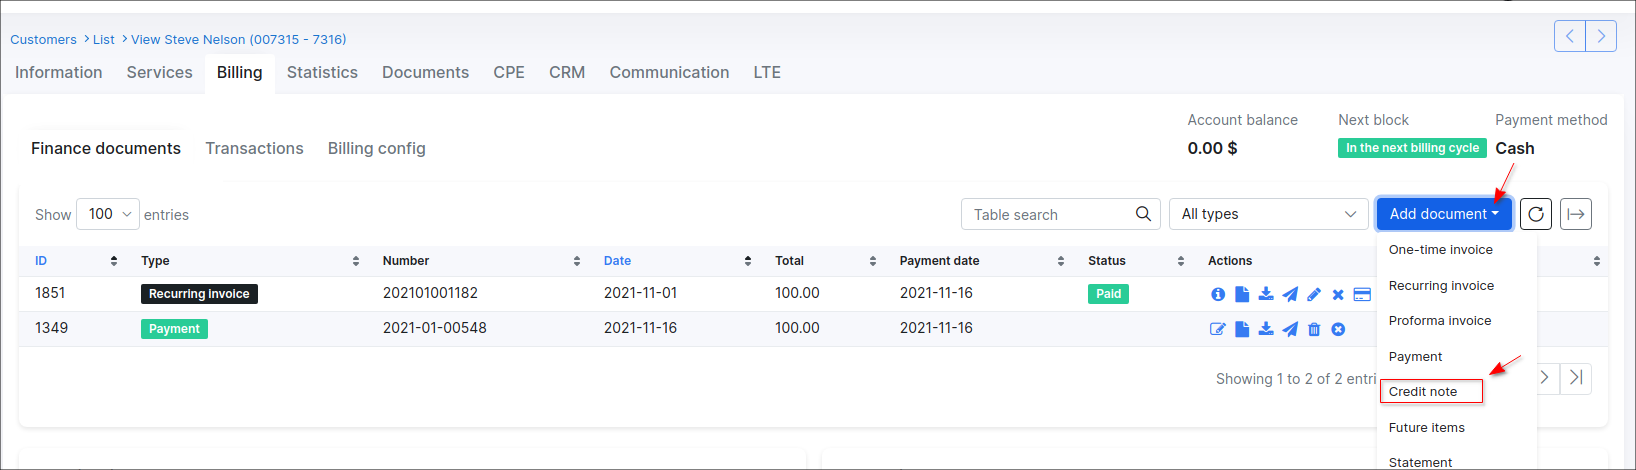 Customers > List > View Steve Nelson (007315 - 7316)
Information Services Billing Statistics Documents CPE CRM Communication LTE
Account balance Next block Payment method
Finance documents Transactions Billing config 0.00 $ In the next billing cycle Cash
Show 100 entries Table search All types Add document
One-time invoice
ID Type Number Date Total Payment date Status Actions
Recurring invoice
1851 Recurring invoice 202101001182 2021-11-01 100.00 2021-11-16 Paid
Proforma invoice
1349 Payment 2021-01-00548 2021-11-16 100.00 2021-11-16
Payment
Showing 1 to 2 of 2 entri
Credit note
Future items
Statement